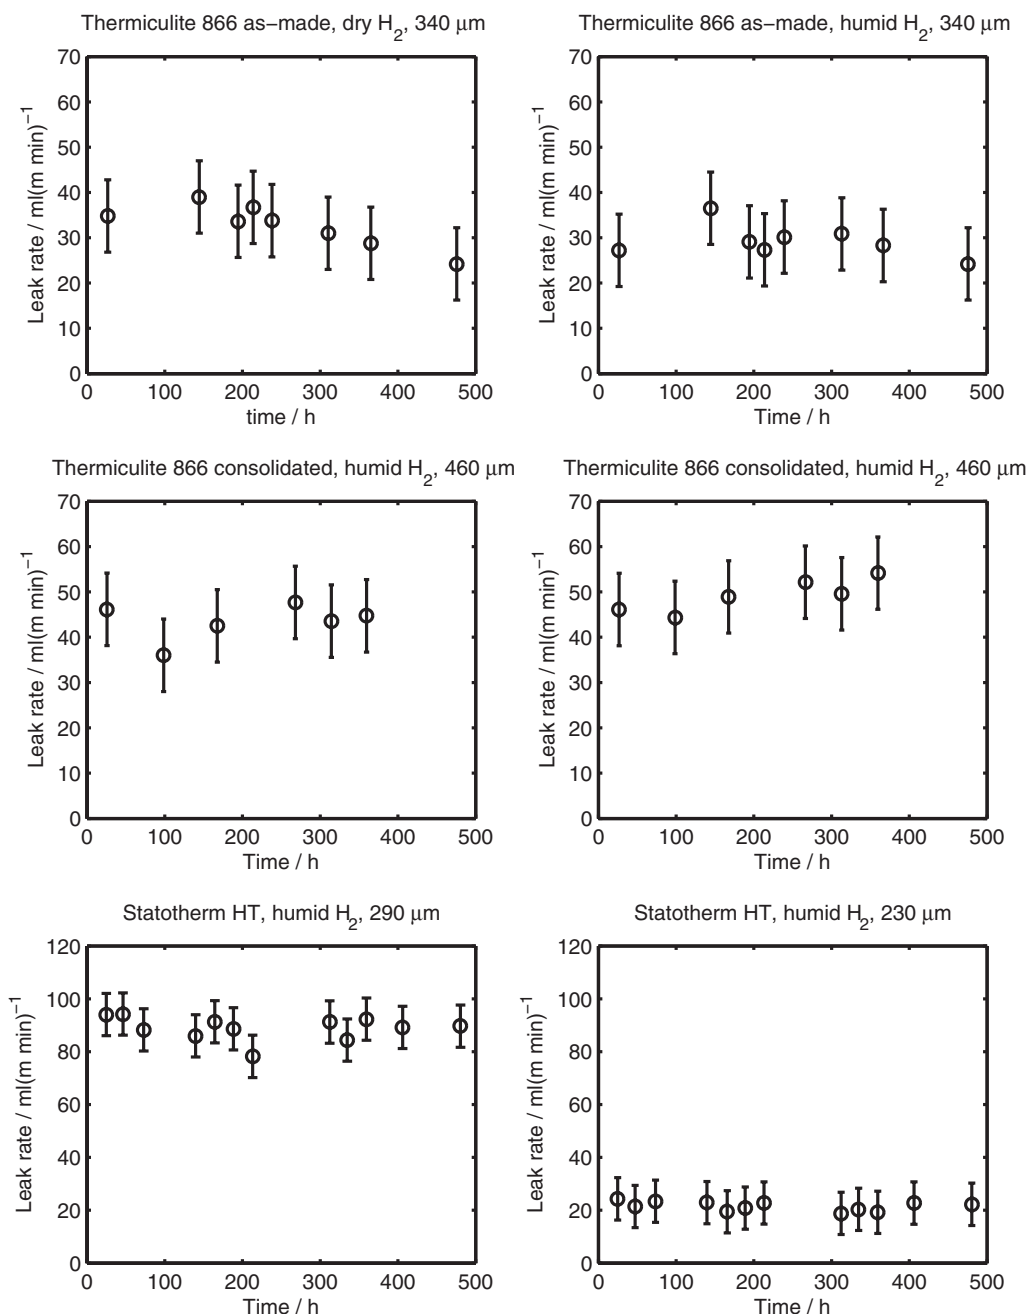 Thermiculite 866 as−made, dry H2, 340 μm
70
60
50
40
30
20
10
0
Leak rate / ml(m min)−1
0 100 200 300 400 500
time / h
Thermiculite 866 as−made, humid H2, 340 μm
70
60
50
40
30
20
10
0
Leak rate / ml(m min)−1
0 100 200 300 400 500
Time / h
Thermiculite 866 consolidated, humid H2, 460 μm
70
60
50
40
30
20
10
0
Leak rate / ml(m min)−1
0 100 200 300 400 500
Time / h
Thermiculite 866 consolidated, humid H2, 460 μm
70
60
50
40
30
20
10
0
Leak rate / ml(m min)−1
0 100 200 300 400 500
Time / h
Statotherm HT, humid H2, 290 μm
120
100
80
60
40
20
0
Leak rate / ml(m min)−1
0 100 200 300 400 500
Time / h
Statotherm HT, humid H2, 230 μm
120
100
80
60
40
20
0
Leak rate / ml(m min)−1
0 100 200 300 400 500
Time / h